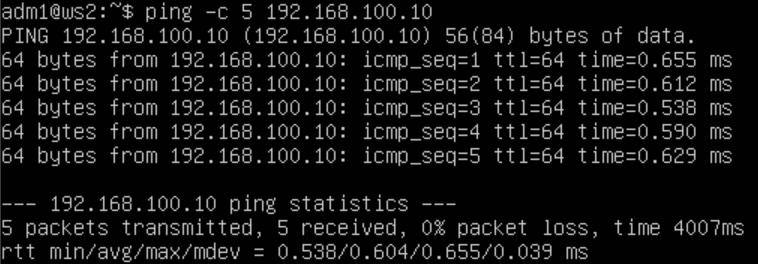 adm1@ws2:~$ ping -c 5 192.168.100.10
PING 192.168.100.10 (192.168.100.10) 56(84) bytes of data.
64 bytes from 192.168.100.10: icmp_seq=1 ttl=64 time=0.655 ms
64 bytes from 192.168.100.10: icmp_seq=2 ttl=64 time=0.612 ms
64 bytes from 192.168.100.10: icmp_seq=3 ttl=64 time=0.538 ms
64 bytes from 192.168.100.10: icmp_seq=4 ttl=64 time=0.590 ms
64 bytes from 192.168.100.10: icmp_seq=5 ttl=64 time=0.629 ms

--- 192.168.100.10 ping statistics ---
5 packets transmitted, 5 received, 0% packet loss, time 4007ms
rtt min/avg/max/mdev = 0.538/0.604/0.655/0.039 ms